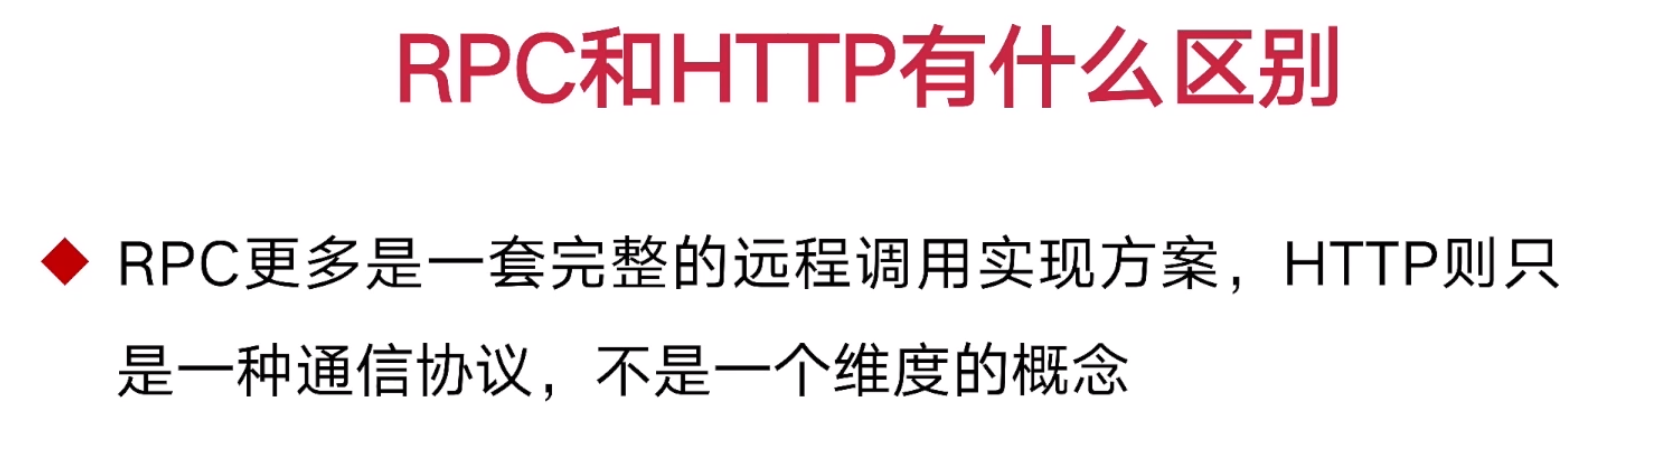 RPC和HTTP有什么区别
RPC更多是一套完整的远程调用实现方案，HTTP则只
是一种通信协议，不是一个维度的概念